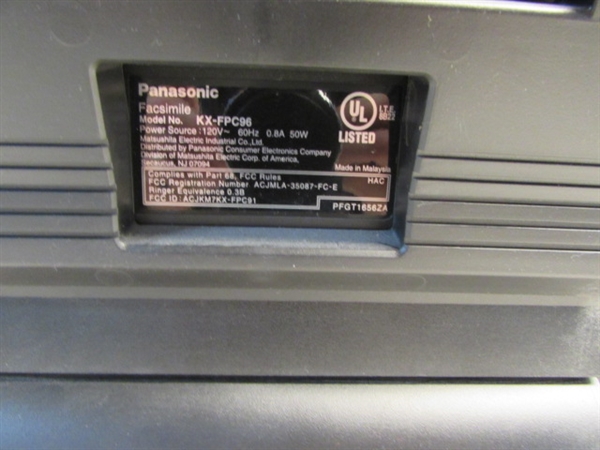 Panasonic
Facsimile
Model No. KX-FPC96
Power Source :120V~ 60Hz 0.8A 50W
Matsushita Electric Industrial Co.,Ltd.
Distributed by Panasonic Consumer Electronics Company
Division of Matsushita Electric Corp. of America,
Secaucus, NJ 07094
Made in Malaysia
UL
LISTED
I.T.E.
8B22
Complies with Part 68, FCC Rules
HAC
FCC Registration Number ACJMLA-35087-FC-E
Ringer Equivalence 0.3B
FCC ID: ACJKM7KX-FPC91
PFGT1656ZA